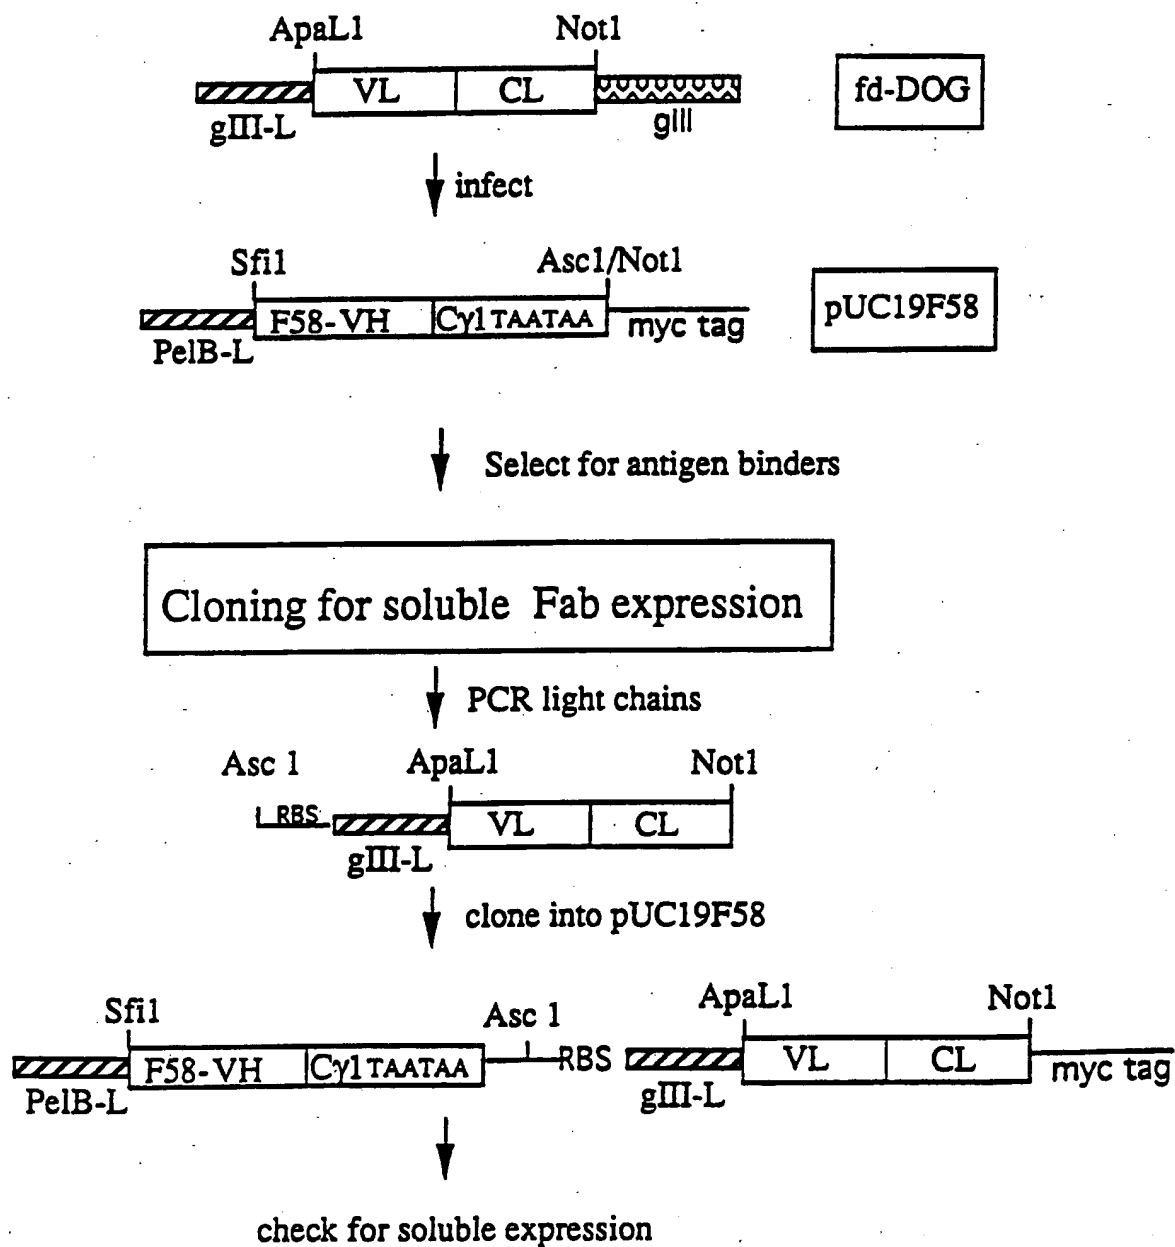 ApaL1 Not1
VL CL
gIII-L gIII
fd-DOG
infect
Sfi1 Asc1/Not1
F58-VH Cγ1 TAATAA
PelB-L myc tag
pUC19F58
Select for antigen binders
Cloning for soluble Fab expression
PCR light chains
Asc 1 ApaL1 Not1
RBS VL CL
gIII-L
clone into pUC19F58
Sfi1 Asc 1 ApaL1 Not1
F58-VH Cγ1 TAATAA RBS VL CL
PelB-L gIII-L myc tag
check for soluble expression